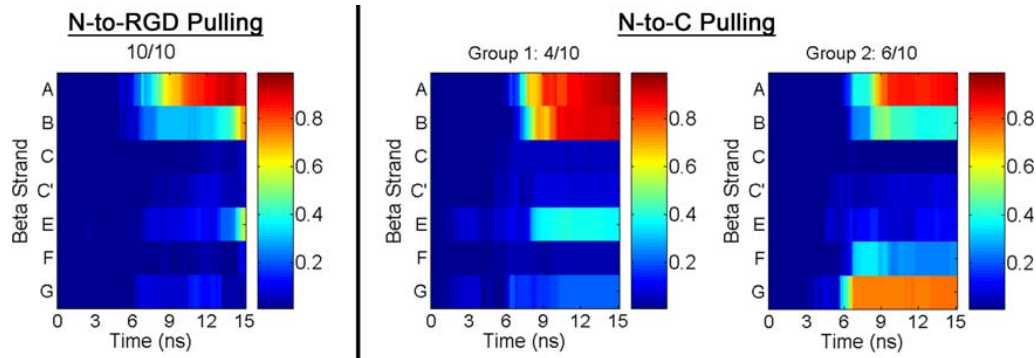 N-to-RGD Pulling
10/10
Beta Strand
A
B
C
C'
E
F
G
0 3 6 9 12 15
Time (ns)
0.8
0.6
0.4
0.2
N-to-C Pulling
Group 1: 4/10
Beta Strand
A
B
C
C'
E
F
G
0 3 6 9 12 15
Time (ns)
0.8
0.6
0.4
0.2
Group 2: 6/10
Beta Strand
A
B
C
C'
E
F
G
0 3 6 9 12 15
Time (ns)
0.8
0.6
0.4
0.2